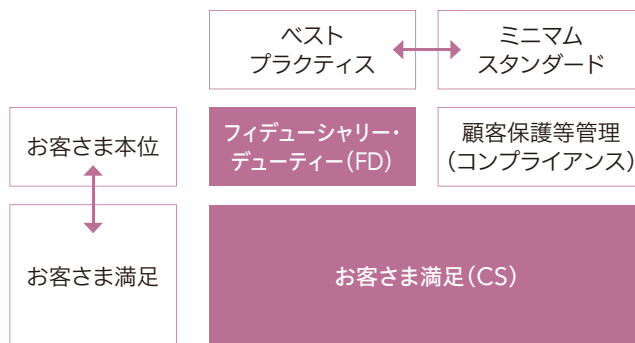 ベスト
プラクティス
ミニマム
スタンダード
お客さま本位
フィデューシャリー・
デューティー（FD）
顧客保護等管理
（コンプライアンス）
お客さま満足
お客さま満足（CS）